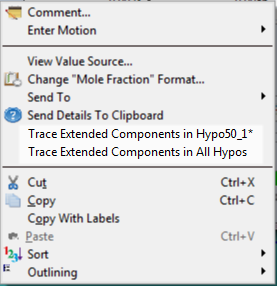 Comment...
Enter Motion
View Value Source...
Change "Mole Fraction" Format...
Send To
Send Details To Clipboard
Trace Extended Components in Hypo50_1*
Trace Extended Components in All Hypos
Cut Ctrl+X
Copy Ctrl+C
Copy With Labels
Paste Ctrl+V
Sort
Outlining